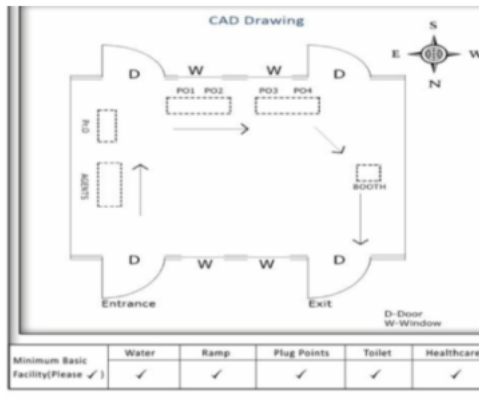 CAD Drawing
S
E W
N
D W W D
PO1 PO2 PO3 PO4
PrO
AGENTS
BOOTH
D W W D
Entrance Exit
D-Door
W-Window
Minimum Basic Facility(Please ✓) Water Ramp Plug Points Toilet Healthcare
✓ ✓ ✓ ✓ ✓